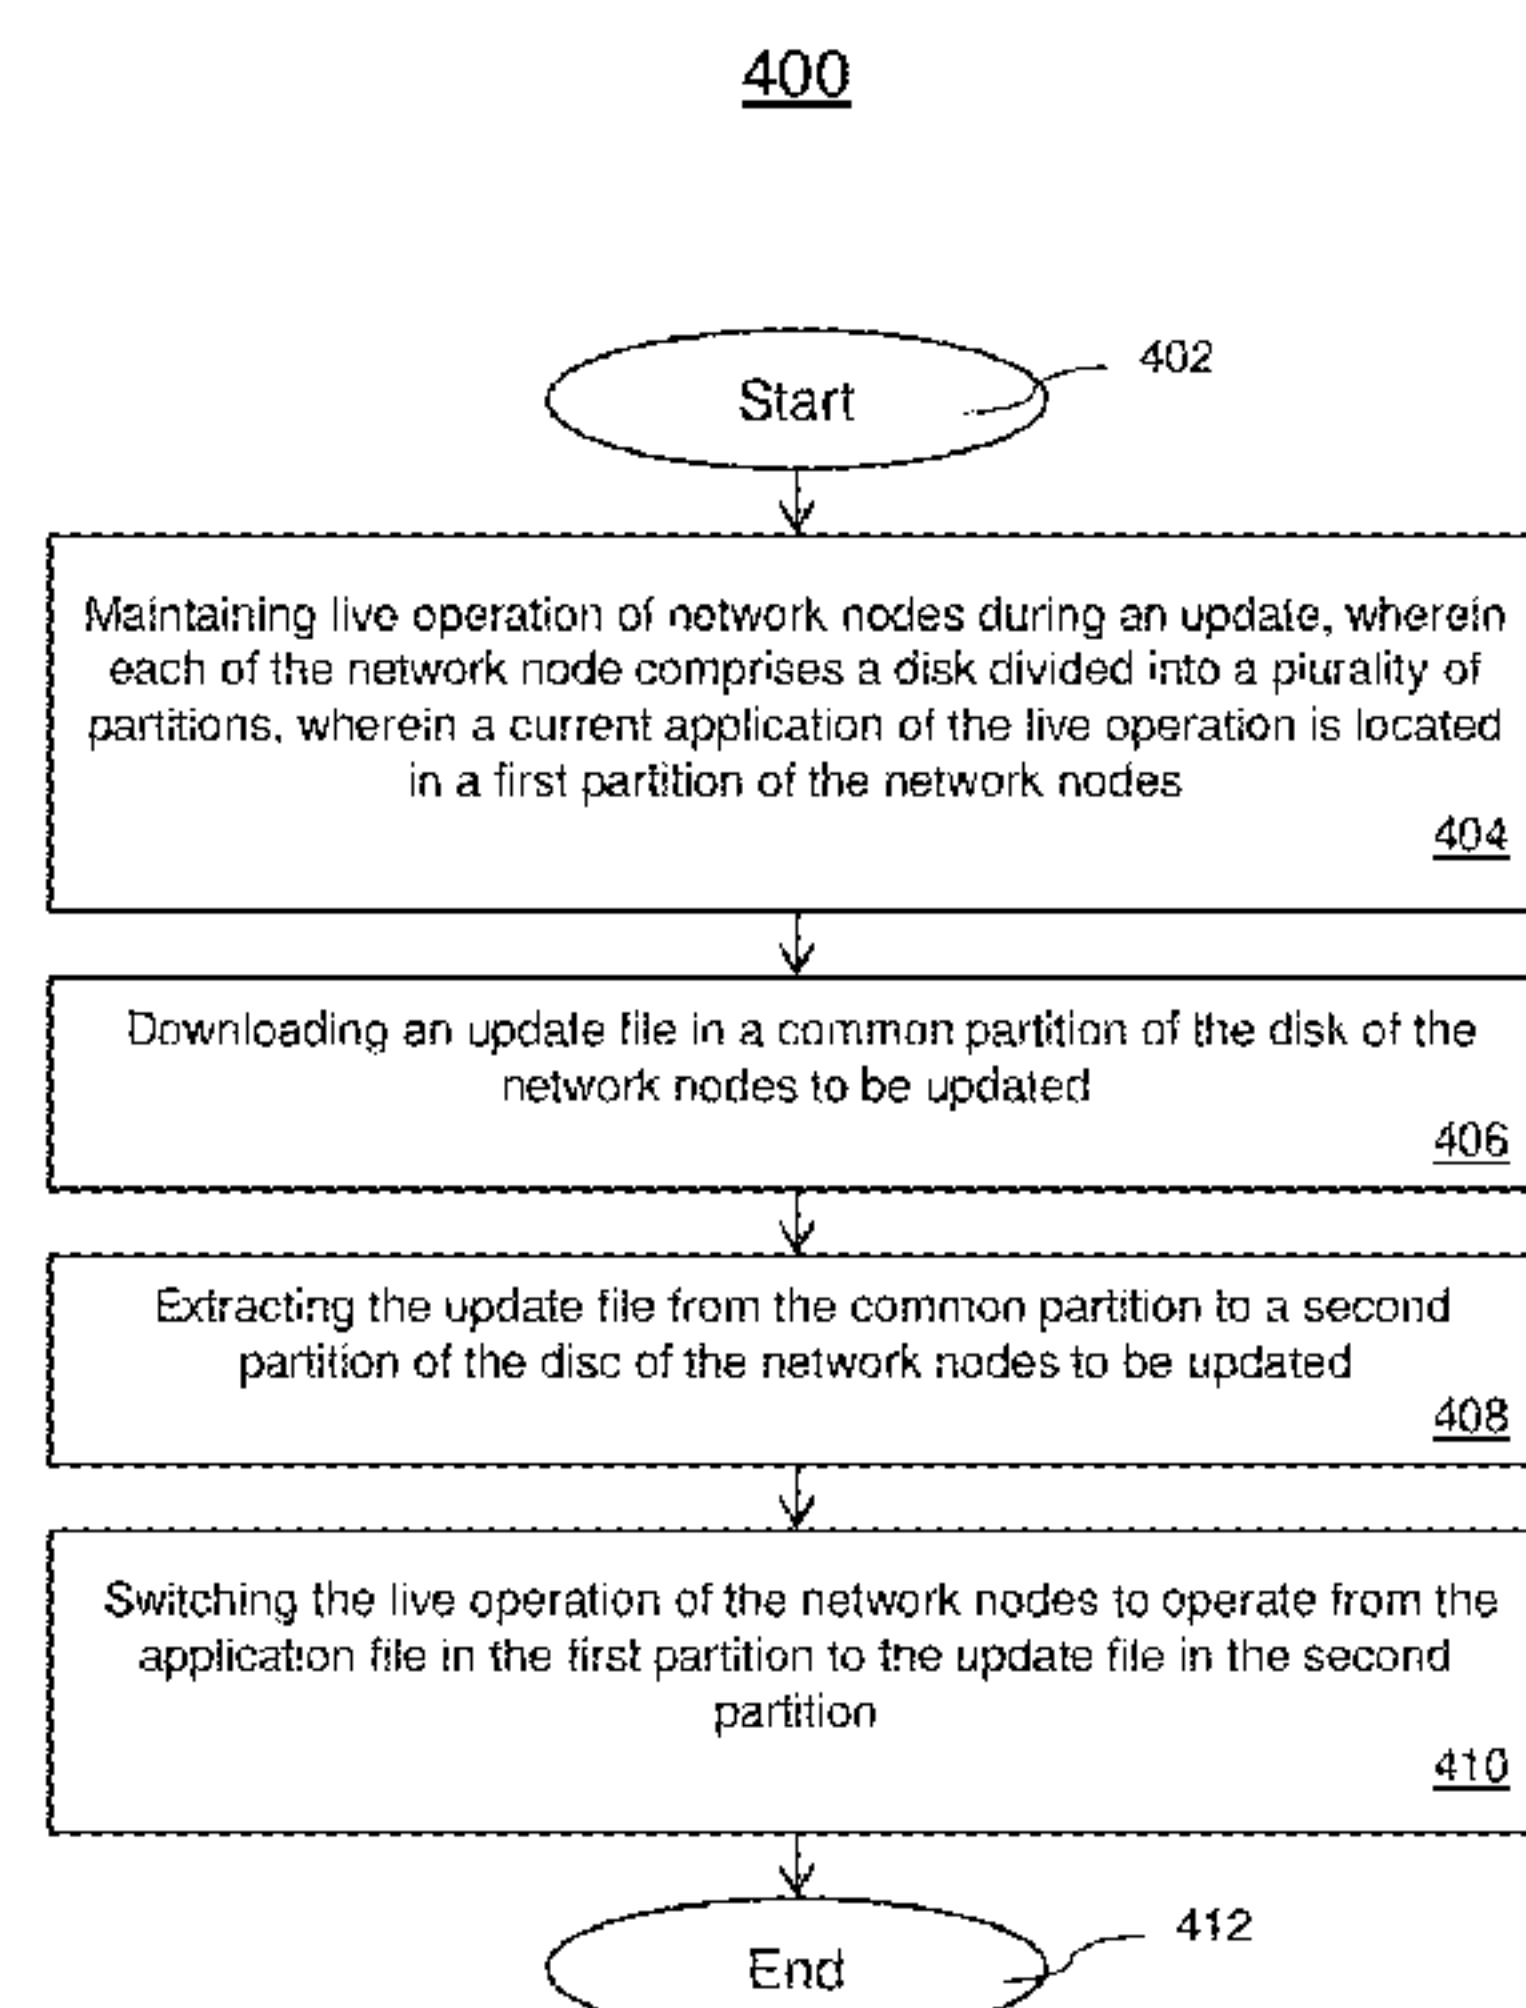 400
Start
402
Maintaining live operation of network nodes during an update, wherein
each of the network node comprises a disk divided into a plurality of
partitions, wherein a current application of the live operation is located
in a first partition of the network nodes
404
Downloading an update file in a common partition of the disk of the
network nodes to be updated
406
Extracting the update file from the common partition to a second
partition of the disc of the network nodes to be updated
408
Switching the live operation of the network nodes to operate from the
application file in the first partition to the update file in the second
partition
410
End
412